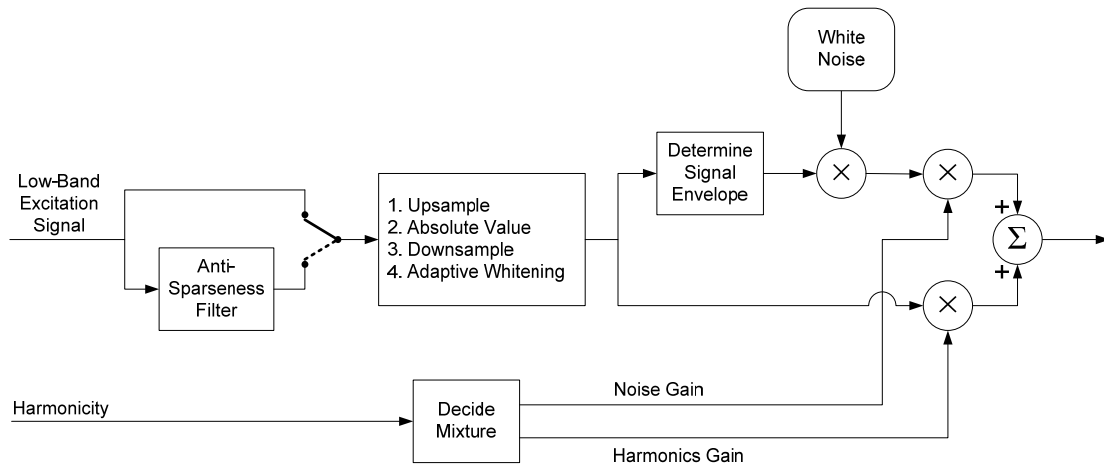 White
Noise
Determine
Signal
Envelope
×
×
Low-Band
Excitation
Signal
1. Upsample
2. Absolute Value
3. Downsample
4. Adaptive Whitening
+
Σ
+
Anti-
Sparseness
Filter
×
Harmonicity
Decide
Mixture
Noise Gain
Harmonics Gain